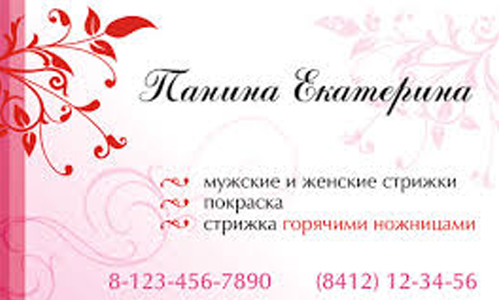 Панина Екатерина
мужские и женские стрижки
покраска
стрижка горячими ножницами
8-123-456-7890 (8412) 12-34-56